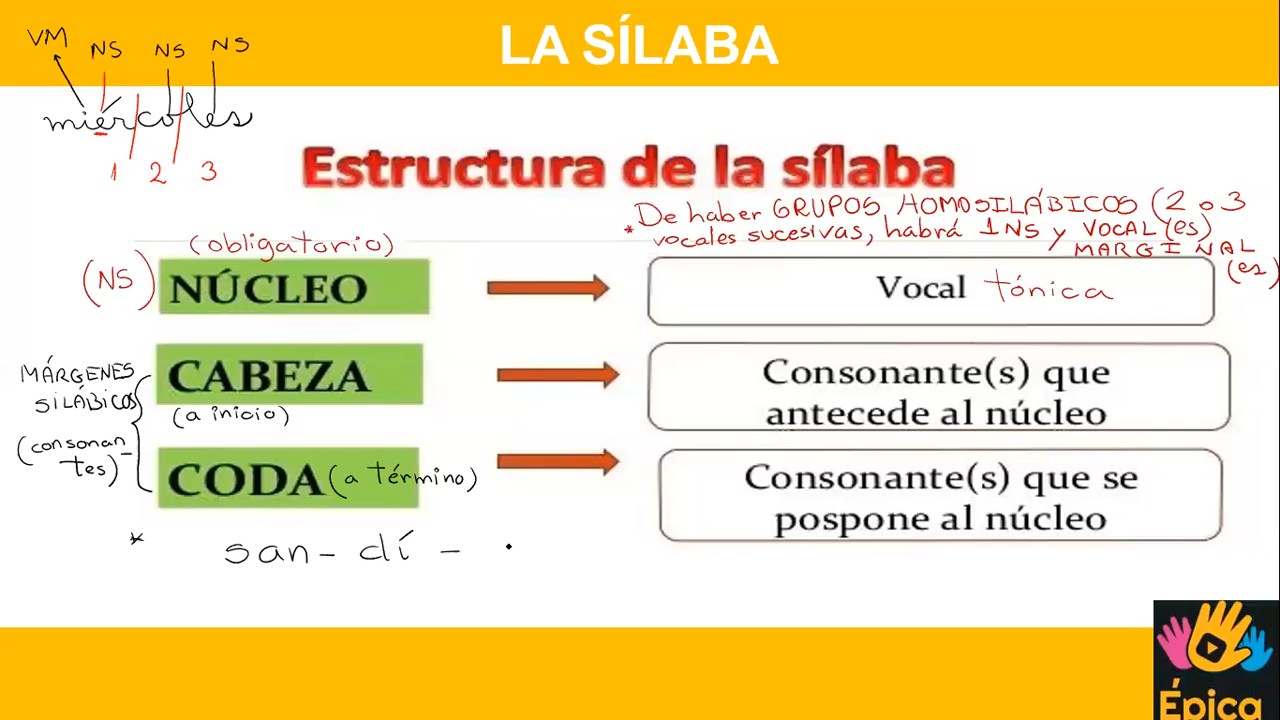 LA SÍLABA
VM NS NS NS
miércoles
1 2 3
Estructura de la sílaba
* De haber GRUPOS HOMOSILÁBICOS (2 o 3
vocales sucesivas, habrá 1NS y VOCAL(es)
MARGINAL
(es)
(obligatorio)
(NS) NÚCLEO
Vocal tónica
MÁRGENES
SILÁBICOS
(consonan-
tes)
CABEZA
(a inicio)
Consonante(s) que
antecede al núcleo
CODA (a término)
Consonante(s) que se
pospone al núcleo
* san- dí -
Épica